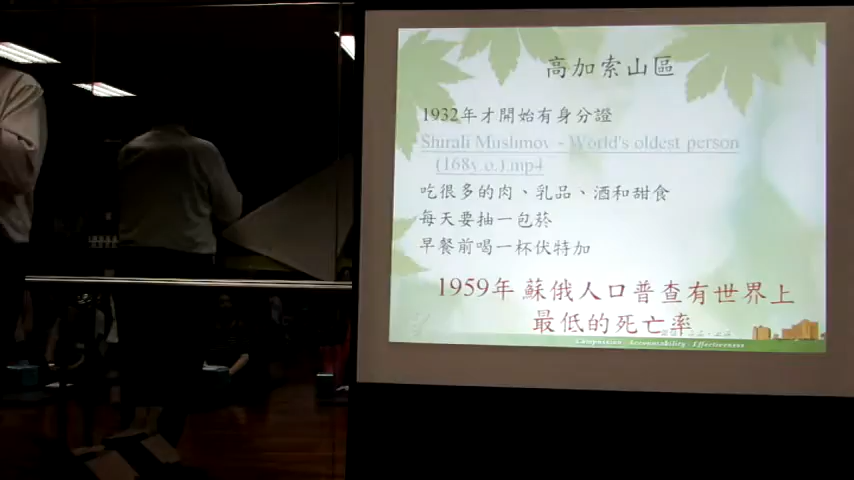 高加索山區
1932年才開始有身分證
Shirali Muslimov - World's oldest person
(168y.o.).mp4
吃很多的肉、乳品、酒和甜食
每天要抽一包菸
早餐前喝一杯伏特加
1959年 蘇俄人口普查有世界上
最低的死亡率
Compassion · Accountability · Effectiveness